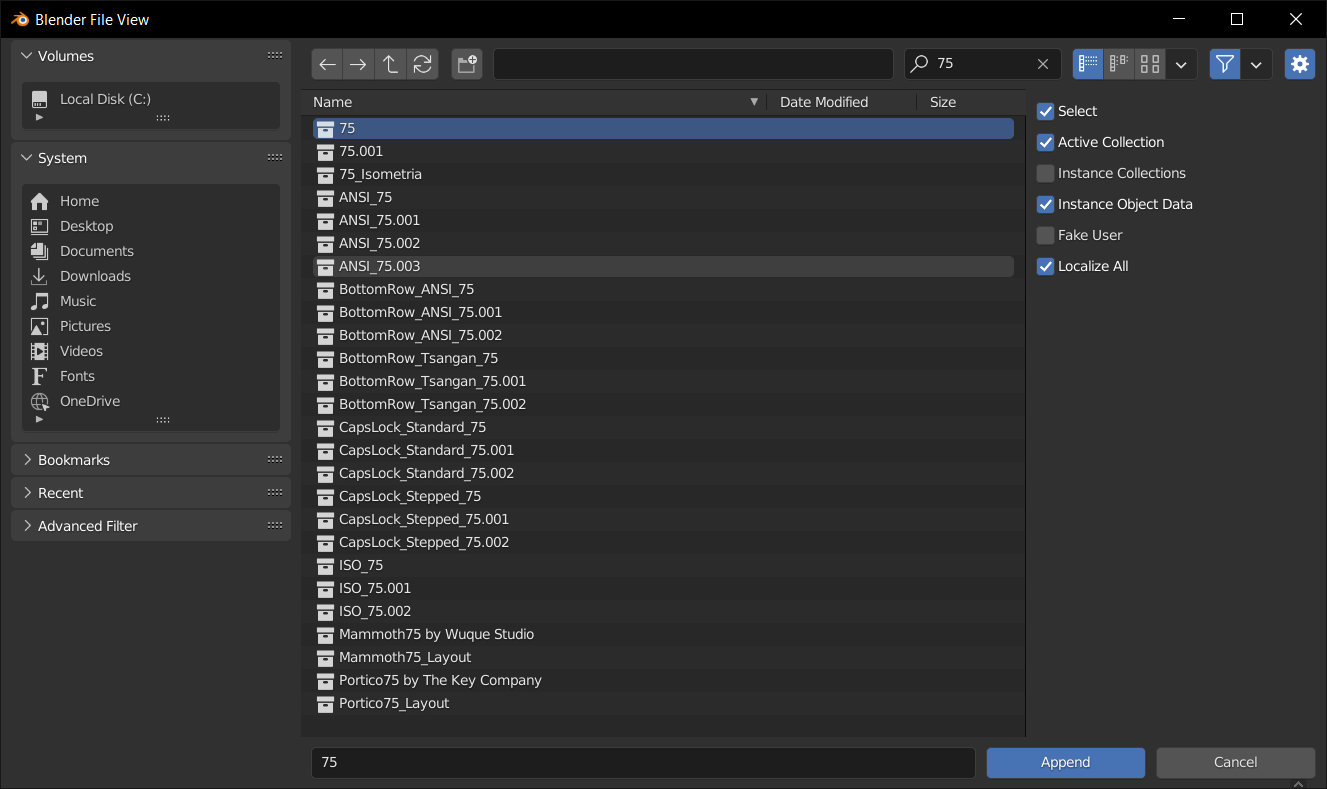 Blender File View
Volumes
Local Disk (C:)
System
Home
Desktop
Documents
Downloads
Music
Pictures
Videos
Fonts
OneDrive
Bookmarks
Recent
Advanced Filter
75
Name
Date Modified
Size
75
75.001
75_Isometria
ANSI_75
ANSI_75.001
ANSI_75.002
ANSI_75.003
BottomRow_ANSI_75
BottomRow_ANSI_75.001
BottomRow_ANSI_75.002
BottomRow_Tsangan_75
BottomRow_Tsangan_75.001
BottomRow_Tsangan_75.002
CapsLock_Standard_75
CapsLock_Standard_75.001
CapsLock_Standard_75.002
CapsLock_Stepped_75
CapsLock_Stepped_75.001
CapsLock_Stepped_75.002
ISO_75
ISO_75.001
ISO_75.002
Mammoth75 by Wuque Studio
Mammoth75_Layout
Portico75 by The Key Company
Portico75_Layout
Select
Active Collection
Instance Collections
Instance Object Data
Fake User
Localize All
75
Append
Cancel